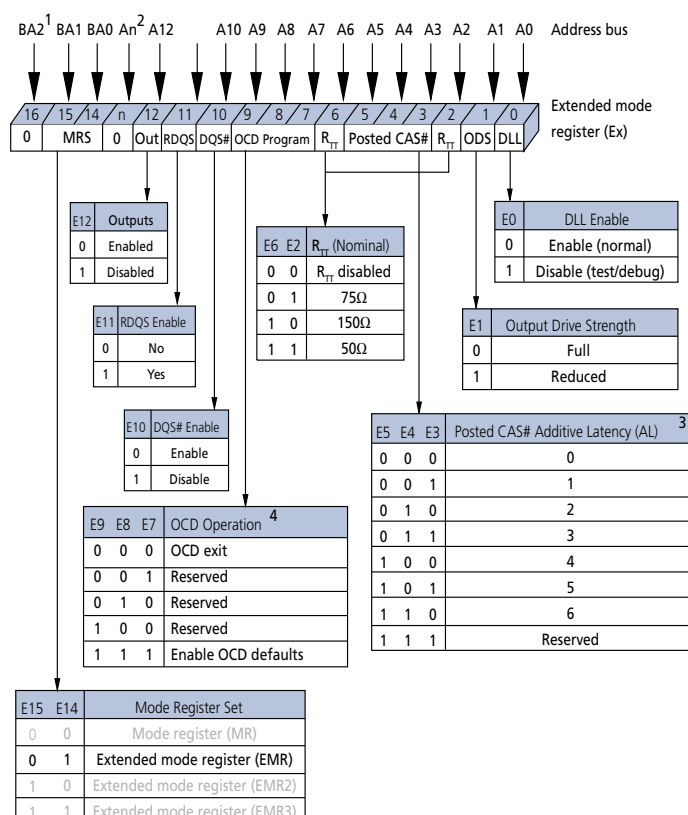 BA2¹ BA1 BA0 An² A12 A10 A9 A8 A7 A6 A5 A4 A3 A2 A1 A0 Address bus
16 15 14 n 12 11 10 9 8 7 6 5 4 3 2 1 0 Extended mode
0 MRS 0 Out RDQS DQS# OCD Program RTT Posted CAS# RTT ODS DLL register (Ex)
E12 Outputs
0 Enabled
1 Disabled
E6 E2 RTT (Nominal)
0 0 RTT disabled
0 1 75Ω
1 0 150Ω
1 1 50Ω
E0 DLL Enable
0 Enable (normal)
1 Disable (test/debug)
E11 RDQS Enable
0 No
1 Yes
E1 Output Drive Strength
0 Full
1 Reduced
E10 DQS# Enable
0 Enable
1 Disable
E5 E4 E3 Posted CAS# Additive Latency (AL) 3
0 0 0 0
0 0 1 1
0 1 0 2
0 1 1 3
1 0 0 4
1 0 1 5
1 1 0 6
1 1 1 Reserved
E9 E8 E7 OCD Operation 4
0 0 0 OCD exit
0 0 1 Reserved
0 1 0 Reserved
1 0 0 Reserved
1 1 1 Enable OCD defaults
E15 E14 Mode Register Set
0 0 Mode register (MR)
0 1 Extended mode register (EMR)
1 0 Extended mode register (EMR2)
1 1 Extended mode register (EMR3)